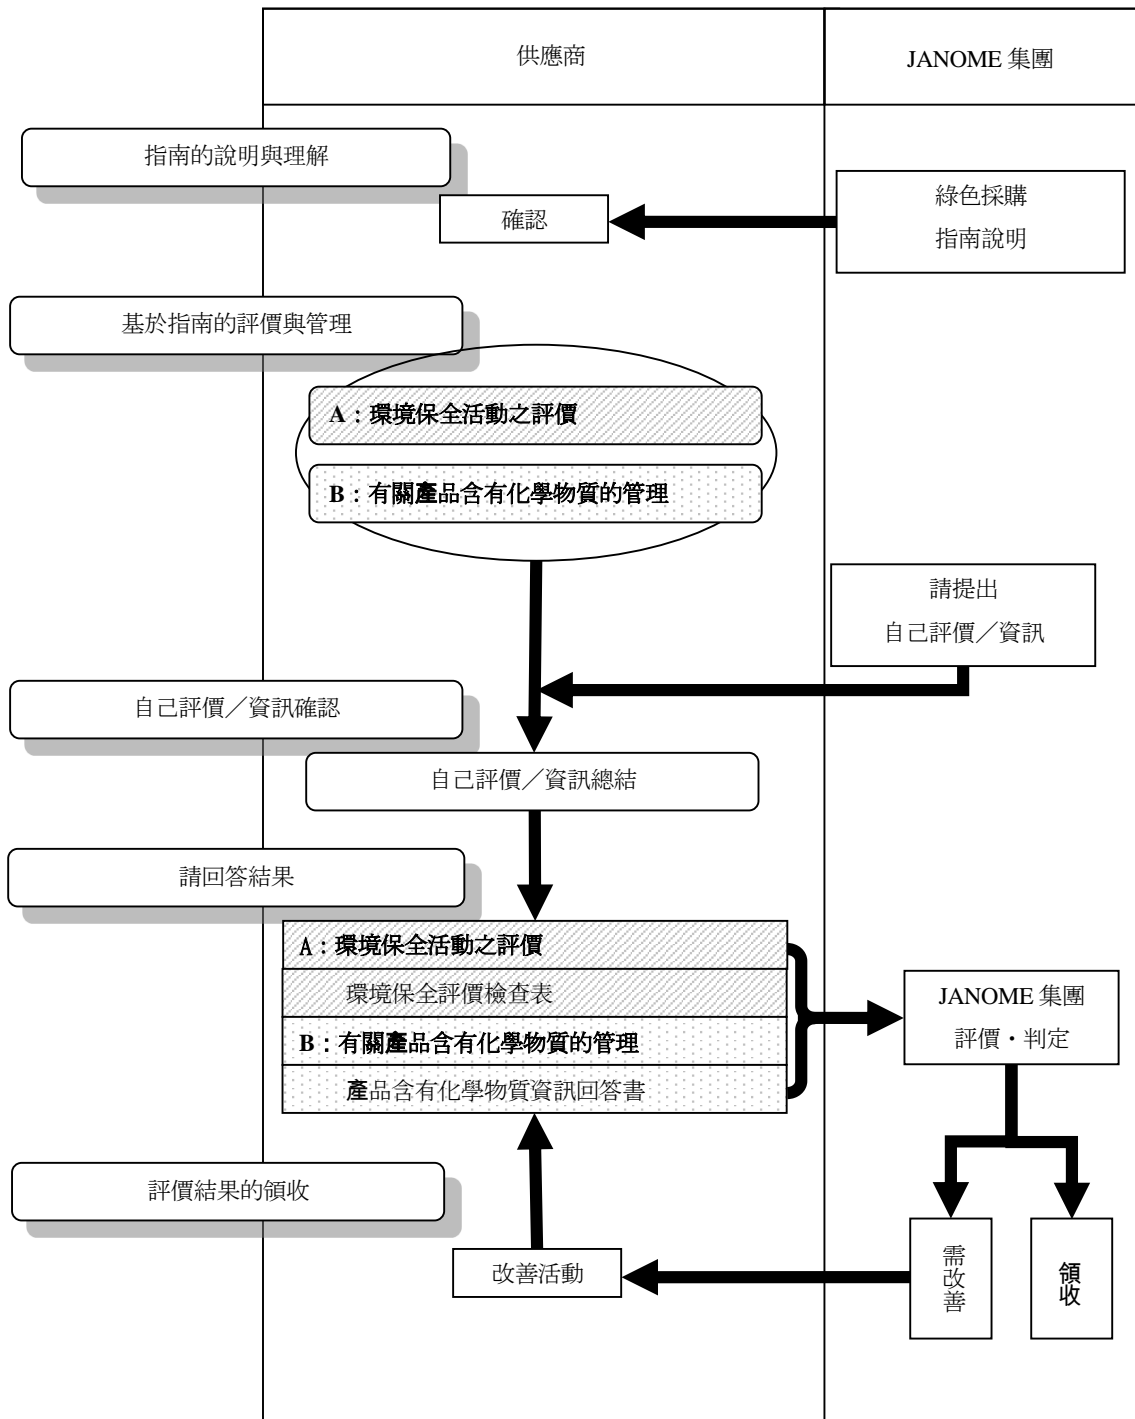 供應商
JANOME 集團
指南的說明與理解
確認
綠色採購
指南說明
基於指南的評價與管理
A：環境保全活動之評價
B：有關產品含有化學物質的管理
請提出
自己評價／資訊
自己評價／資訊確認
自己評價／資訊總結
請回答結果
A：環境保全活動之評價
環境保全評價檢查表
B：有關產品含有化學物質的管理
產品含有化學物質資訊回答書
JANOME 集團
評價・判定
評價結果的領收
改善活動
需改善
領收